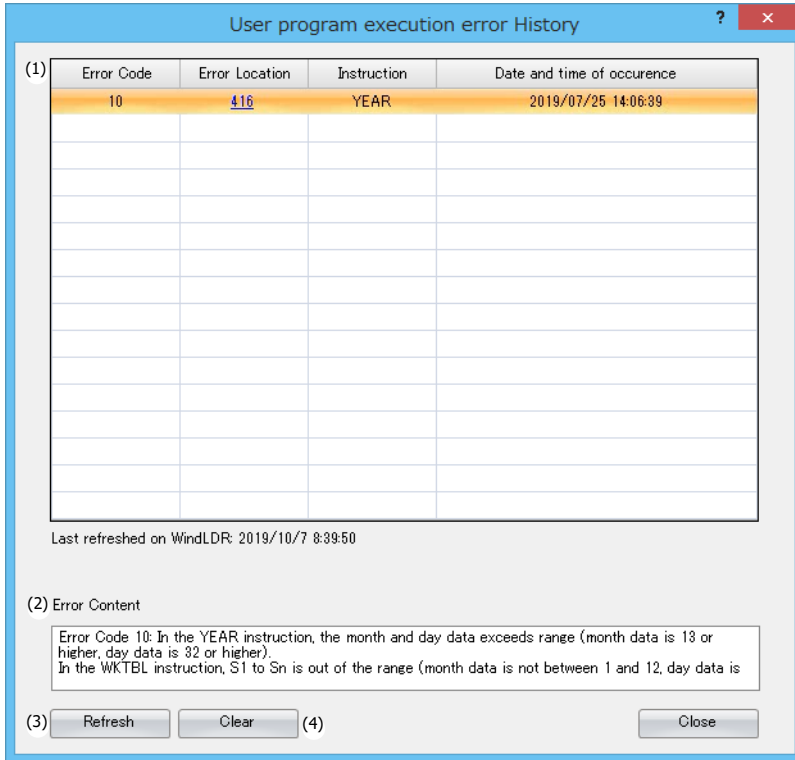 User program execution error History
? ×
(1) Error Code Error Location Instruction Date and time of occurence
10 416 YEAR 2019/07/25 14:06:39
Last refreshed on WindLDR: 2019/10/7 8:39:50
(2) Error Content
Error Code 10: In the YEAR instruction, the month and day data exceeds range (month data is 13 or
higher, day data is 32 or higher).
In the WKTBL instruction, S1 to Sn is out of the range (month data is not between 1 and 12, day data is
(3) Refresh Clear (4) Close